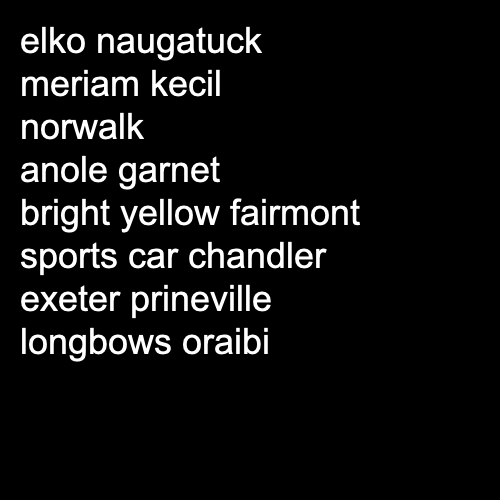 elko naugatuck
meriam kecil
norwalk
anole garnet
bright yellow fairmont
sports car chandler
exeter prineville
longbows oraibi